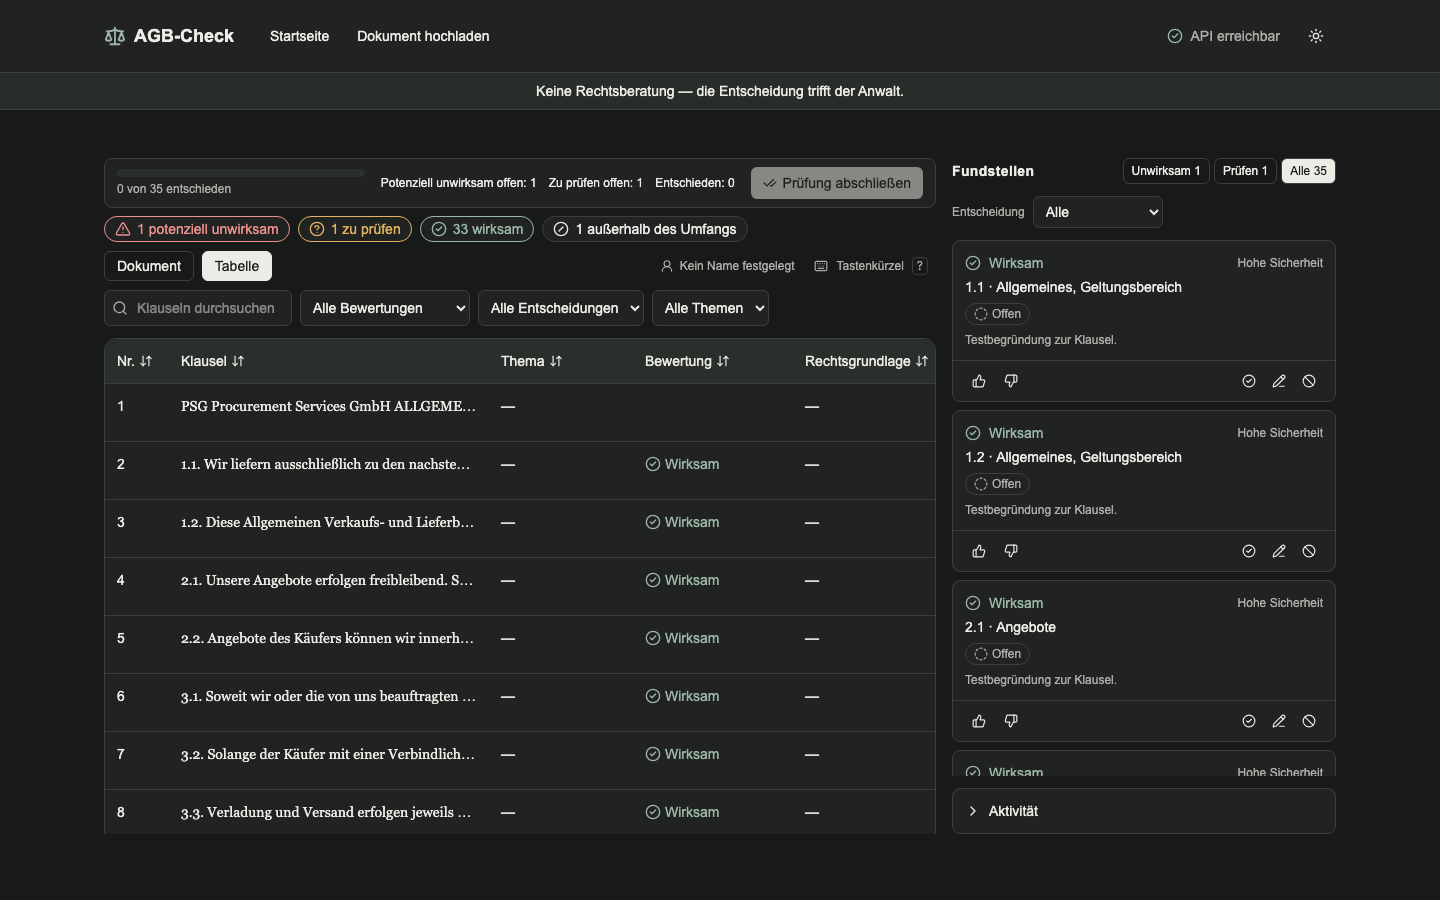 AGB-Check
Startseite
Dokument hochladen
API erreichbar
Keine Rechtsberatung — die Entscheidung trifft der Anwalt.
0 von 35 entschieden
Potenziell unwirksam offen: 1
Zu prüfen offen: 1
Entschieden: 0
Prüfung abschließen
1 potenziell unwirksam
1 zu prüfen
33 wirksam
1 außerhalb des Umfangs
Dokument
Tabelle
Kein Name festgelegt
Tastenkürzel
?
Klauseln durchsuchen
Alle Bewertungen
Alle Entscheidungen
Alle Themen
Nr.
Klausel
Thema
Bewertung
Rechtsgrundlage
1
PSG Procurement Services GmbH ALLGEME…
—
—
2
1.1. Wir liefern ausschließlich zu den nachste…
—
Wirksam
—
3
1.2. Diese Allgemeinen Verkaufs- und Lieferb…
—
Wirksam
—
4
2.1. Unsere Angebote erfolgen freibleibend. S…
—
Wirksam
—
5
2.2. Angebote des Käufers können wir innerh…
—
Wirksam
—
6
3.1. Soweit wir oder die von uns beauftragten …
—
Wirksam
—
7
3.2. Solange der Käufer mit einer Verbindlich…
—
Wirksam
—
8
3.3. Verladung und Versand erfolgen jeweils …
—
Wirksam
—
Fundstellen
Unwirksam 1
Prüfen 1
Alle 35
Entscheidung
Alle
Wirksam
Hohe Sicherheit
1.1 · Allgemeines, Geltungsbereich
Offen
Testbegründung zur Klausel.
Wirksam
Hohe Sicherheit
1.2 · Allgemeines, Geltungsbereich
Offen
Testbegründung zur Klausel.
Wirksam
Hohe Sicherheit
2.1 · Angebote
Offen
Testbegründung zur Klausel.
Wirksam
Hohe Sicherheit
Aktivität